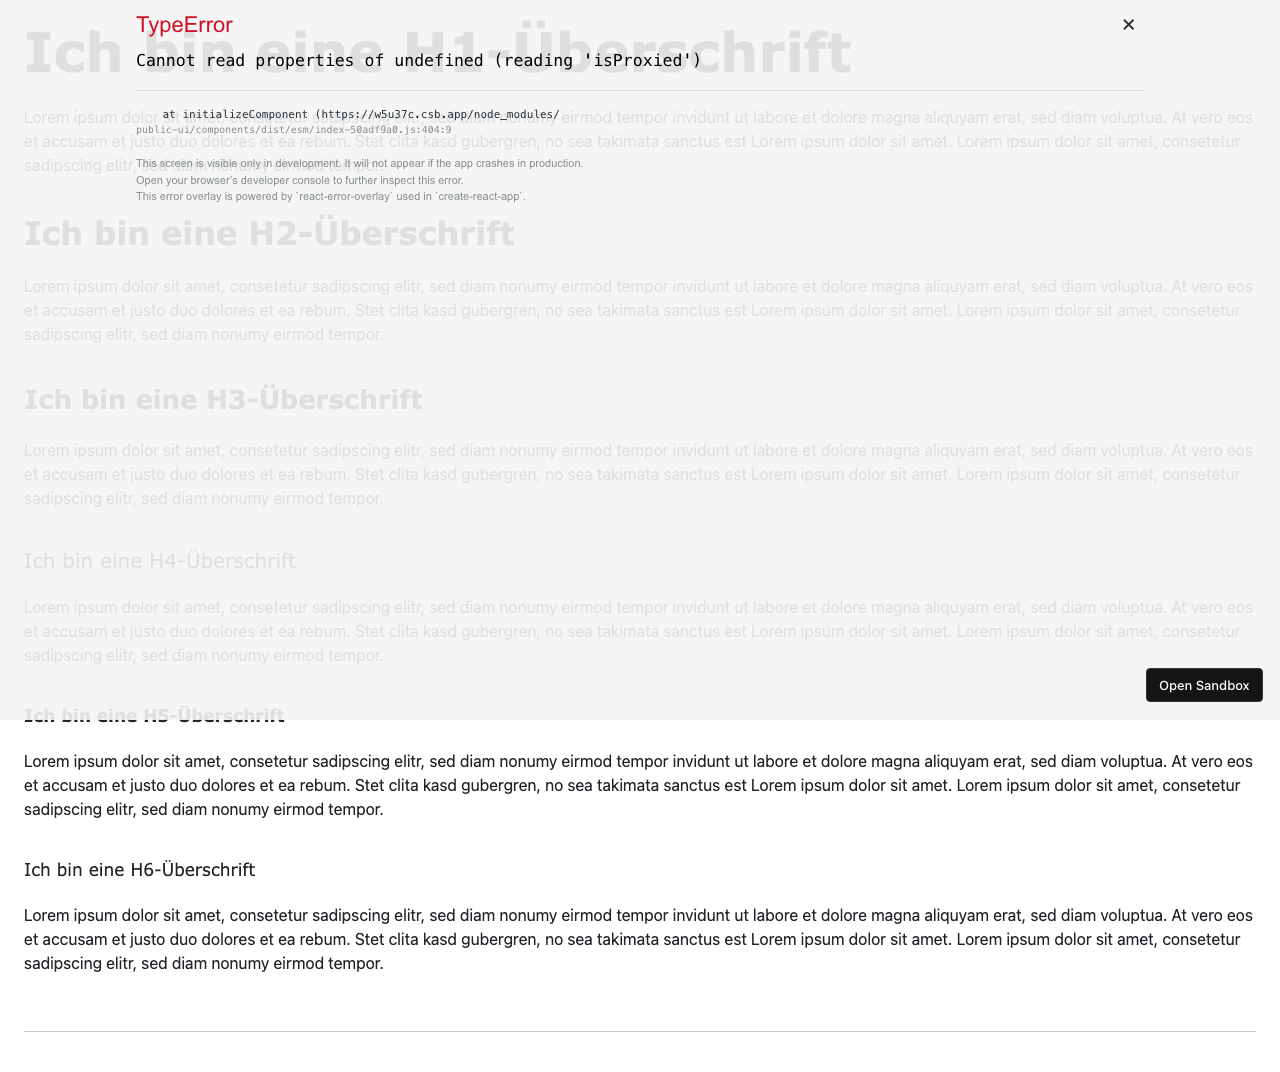 TypeError
✕
Ich bin eine H1-Überschrift
Cannot read properties of undefined (reading 'isProxied')
at initializeComponent (https://w5u37c.csb.app/node_modules/
public-ui/components/dist/esm/index-50adf9a0.js:404:9
Lorem ipsum dolor sit amet, consetetur sadipscing elitr, sed diam nonumy eirmod tempor invidunt ut labore et dolore magna aliquyam erat, sed diam voluptua. At vero eos
et accusam et justo duo dolores et ea rebum. Stet clita kasd gubergren, no sea takimata sanctus est Lorem ipsum dolor sit amet. Lorem ipsum dolor sit amet, consetetur
sadipscing elitr, sed diam nonumy eirmod tempor.
This screen is visible only in development. It will not appear if the app crashes in production.
Open your browser's developer console to further inspect this error.
This error overlay is powered by `react-error-overlay` used in `create-react-app`.
Ich bin eine H2-Überschrift
Lorem ipsum dolor sit amet, consetetur sadipscing elitr, sed diam nonumy eirmod tempor invidunt ut labore et dolore magna aliquyam erat, sed diam voluptua. At vero eos
et accusam et justo duo dolores et ea rebum. Stet clita kasd gubergren, no sea takimata sanctus est Lorem ipsum dolor sit amet. Lorem ipsum dolor sit amet, consetetur
sadipscing elitr, sed diam nonumy eirmod tempor.
Ich bin eine H3-Überschrift
Lorem ipsum dolor sit amet, consetetur sadipscing elitr, sed diam nonumy eirmod tempor invidunt ut labore et dolore magna aliquyam erat, sed diam voluptua. At vero eos
et accusam et justo duo dolores et ea rebum. Stet clita kasd gubergren, no sea takimata sanctus est Lorem ipsum dolor sit amet. Lorem ipsum dolor sit amet, consetetur
sadipscing elitr, sed diam nonumy eirmod tempor.
Ich bin eine H4-Überschrift
Lorem ipsum dolor sit amet, consetetur sadipscing elitr, sed diam nonumy eirmod tempor invidunt ut labore et dolore magna aliquyam erat, sed diam voluptua. At vero eos
et accusam et justo duo dolores et ea rebum. Stet clita kasd gubergren, no sea takimata sanctus est Lorem ipsum dolor sit amet. Lorem ipsum dolor sit amet, consetetur
sadipscing elitr, sed diam nonumy eirmod tempor.
Open Sandbox
Ich bin eine H5-Überschrift
Lorem ipsum dolor sit amet, consetetur sadipscing elitr, sed diam nonumy eirmod tempor invidunt ut labore et dolore magna aliquyam erat, sed diam voluptua. At vero eos
et accusam et justo duo dolores et ea rebum. Stet clita kasd gubergren, no sea takimata sanctus est Lorem ipsum dolor sit amet. Lorem ipsum dolor sit amet, consetetur
sadipscing elitr, sed diam nonumy eirmod tempor.
Ich bin eine H6-Überschrift
Lorem ipsum dolor sit amet, consetetur sadipscing elitr, sed diam nonumy eirmod tempor invidunt ut labore et dolore magna aliquyam erat, sed diam voluptua. At vero eos
et accusam et justo duo dolores et ea rebum. Stet clita kasd gubergren, no sea takimata sanctus est Lorem ipsum dolor sit amet. Lorem ipsum dolor sit amet, consetetur
sadipscing elitr, sed diam nonumy eirmod tempor.